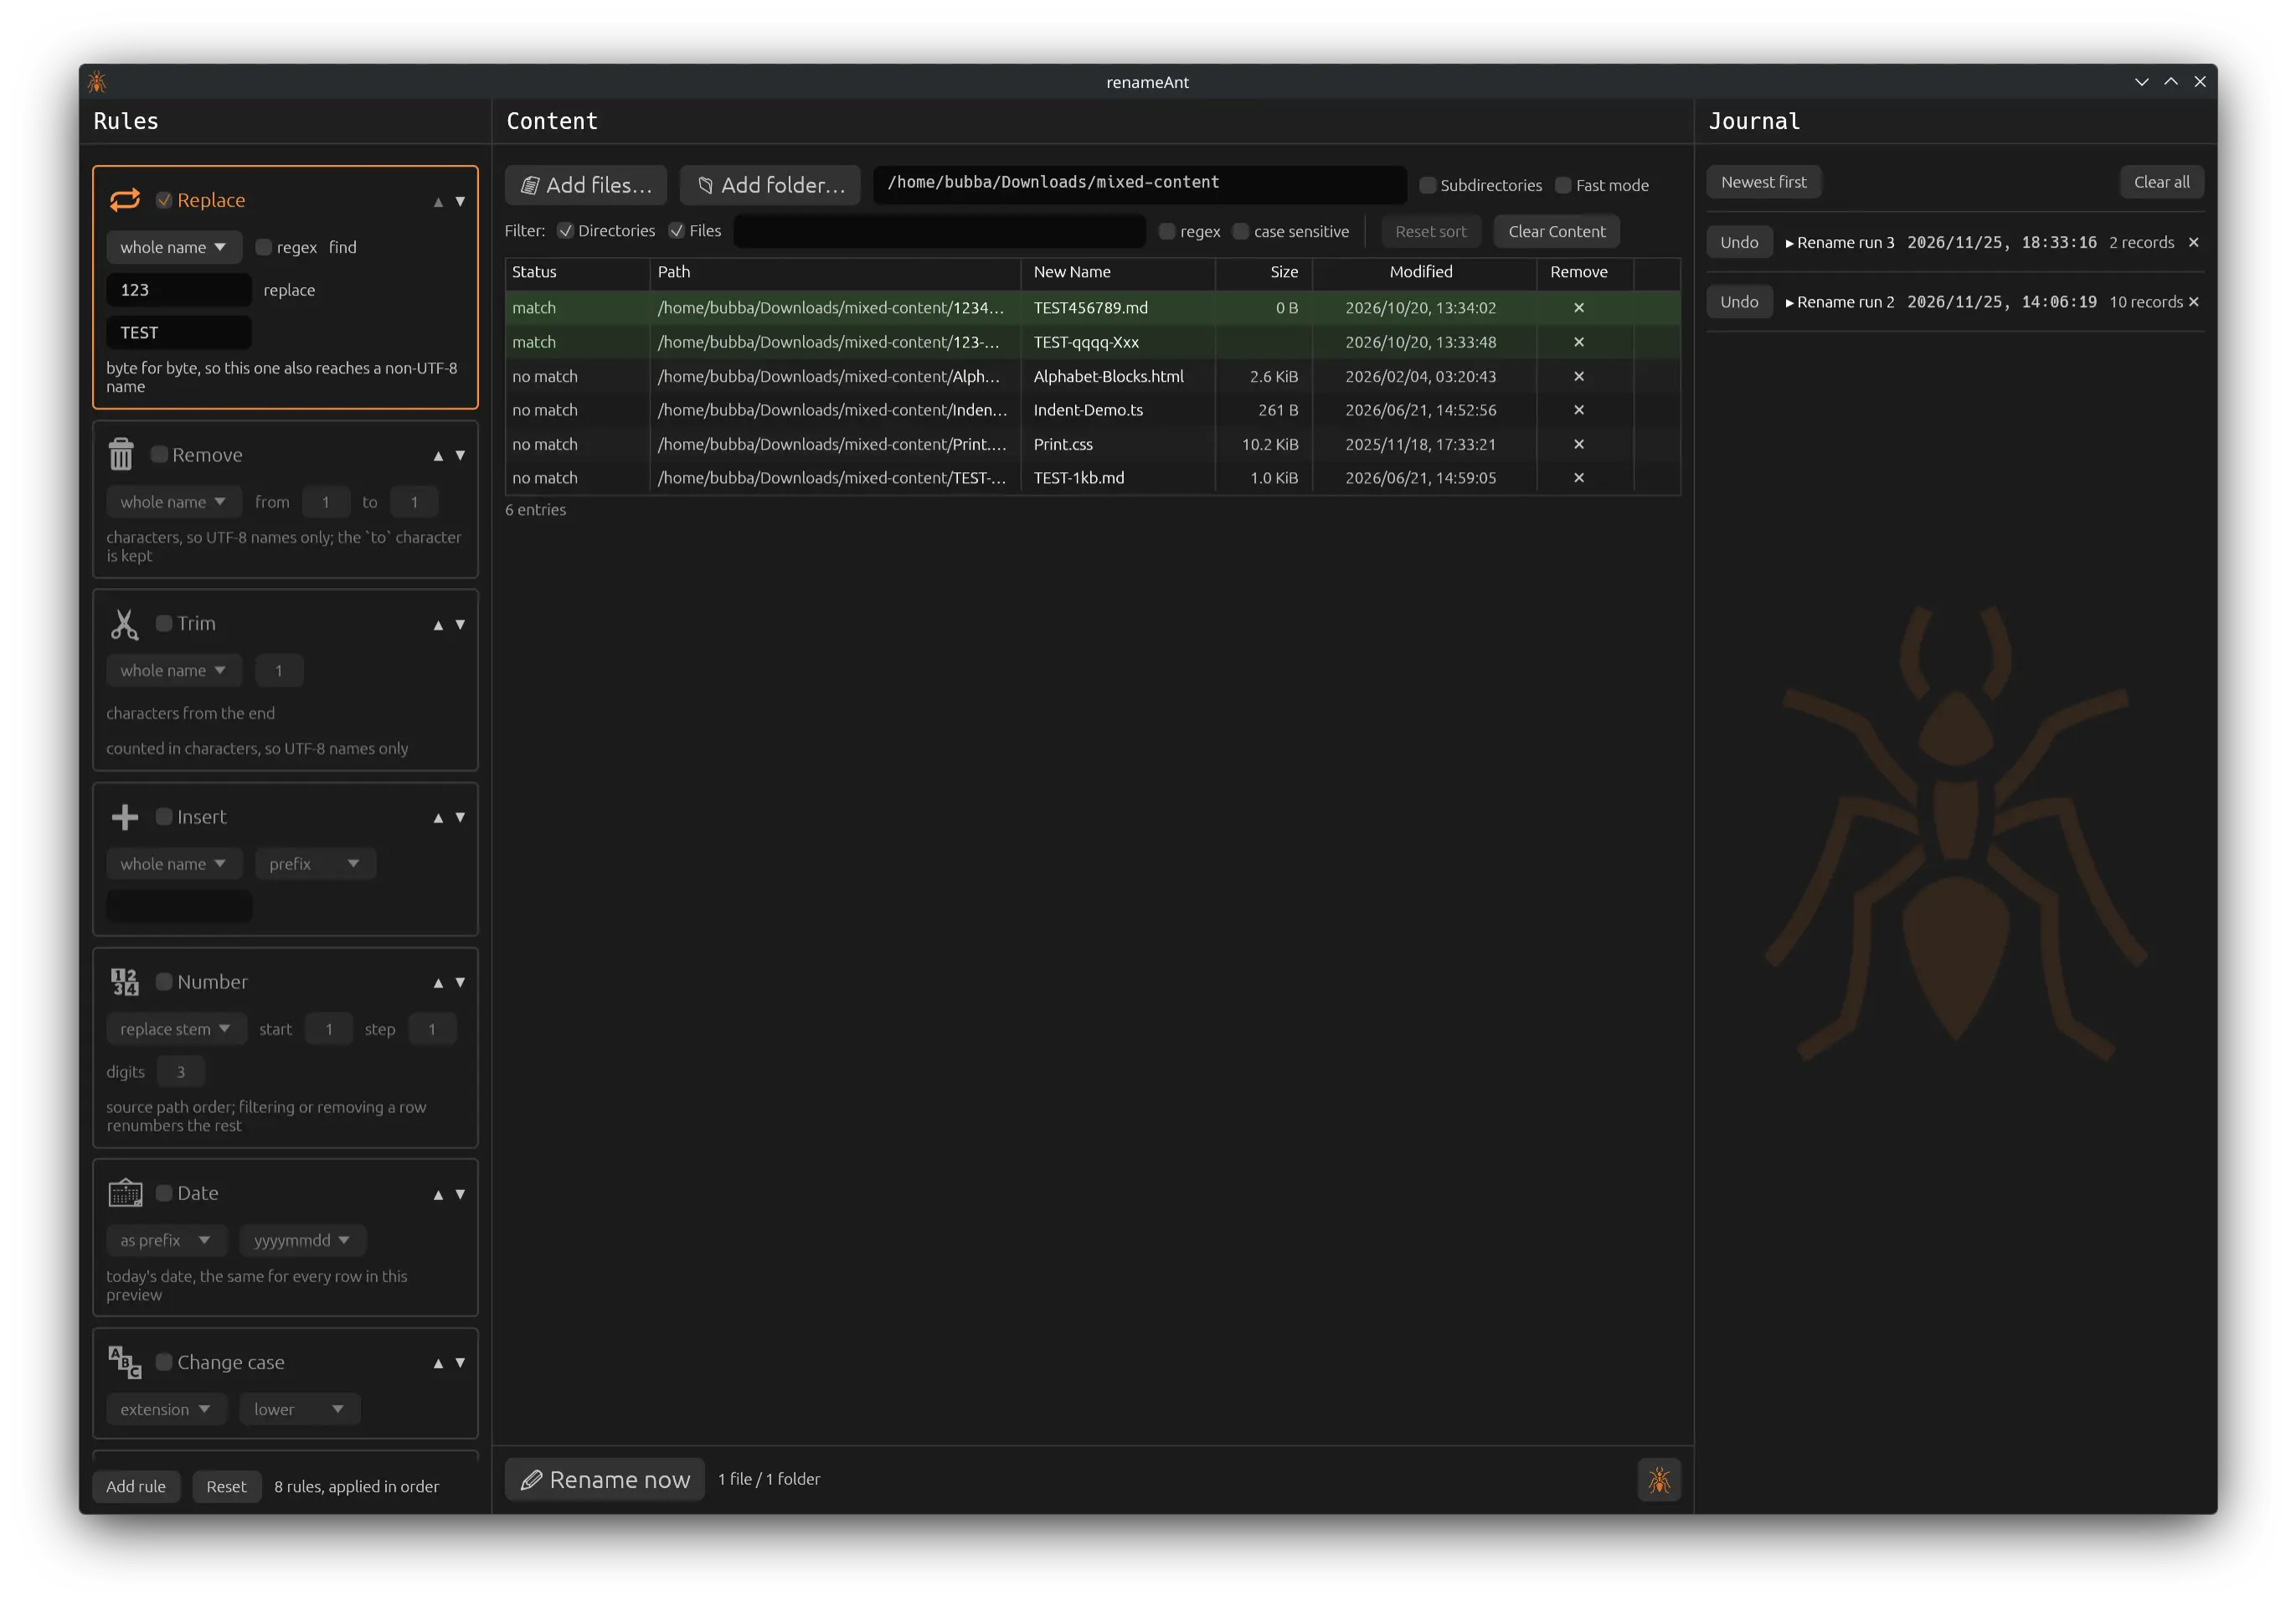 renameAnt
Rules
Replace
whole name regex find
123 replace
TEST
byte for byte, so this one also reaches a non-UTF-8
name
Remove
whole name from 1 to 1
characters, so UTF-8 names only; the `to` character
is kept
Trim
whole name 1
characters from the end
counted in characters, so UTF-8 names only
Insert
whole name prefix
Number
replace stem start 1 step 1
digits 3
source path order; filtering or removing a row
renumbers the rest
Date
as prefix yyyymmdd
today's date, the same for every row in this
preview
Change case
extension lower
Add rule Reset 8 rules, applied in order
Content
Add files... Add folder... /home/bubba/Downloads/mixed-content Subdirectories Fast mode
Filter: Directories Files regex case sensitive Reset sort Clear Content
Status Path New Name Size Modified Remove
match /home/bubba/Downloads/mixed-content/1234... TEST456789.md 0 B 2026/10/20, 13:34:02 ×
match /home/bubba/Downloads/mixed-content/123-... TEST-qqqq-Xxx 2026/10/20, 13:33:48 ×
no match /home/bubba/Downloads/mixed-content/Alph... Alphabet-Blocks.html 2.6 KiB 2026/02/04, 03:20:43 ×
no match /home/bubba/Downloads/mixed-content/Inden... Indent-Demo.ts 261 B 2026/06/21, 14:52:56 ×
no match /home/bubba/Downloads/mixed-content/Print.... Print.css 10.2 KiB 2025/11/18, 17:33:21 ×
no match /home/bubba/Downloads/mixed-content/TEST-... TEST-1kb.md 1.0 KiB 2026/06/21, 14:59:05 ×
6 entries
Rename now 1 file / 1 folder
Journal
Newest first Clear all
Undo Rename run 3 2026/11/25, 18:33:16 2 records ×
Undo Rename run 2 2026/11/25, 14:06:19 10 records ×